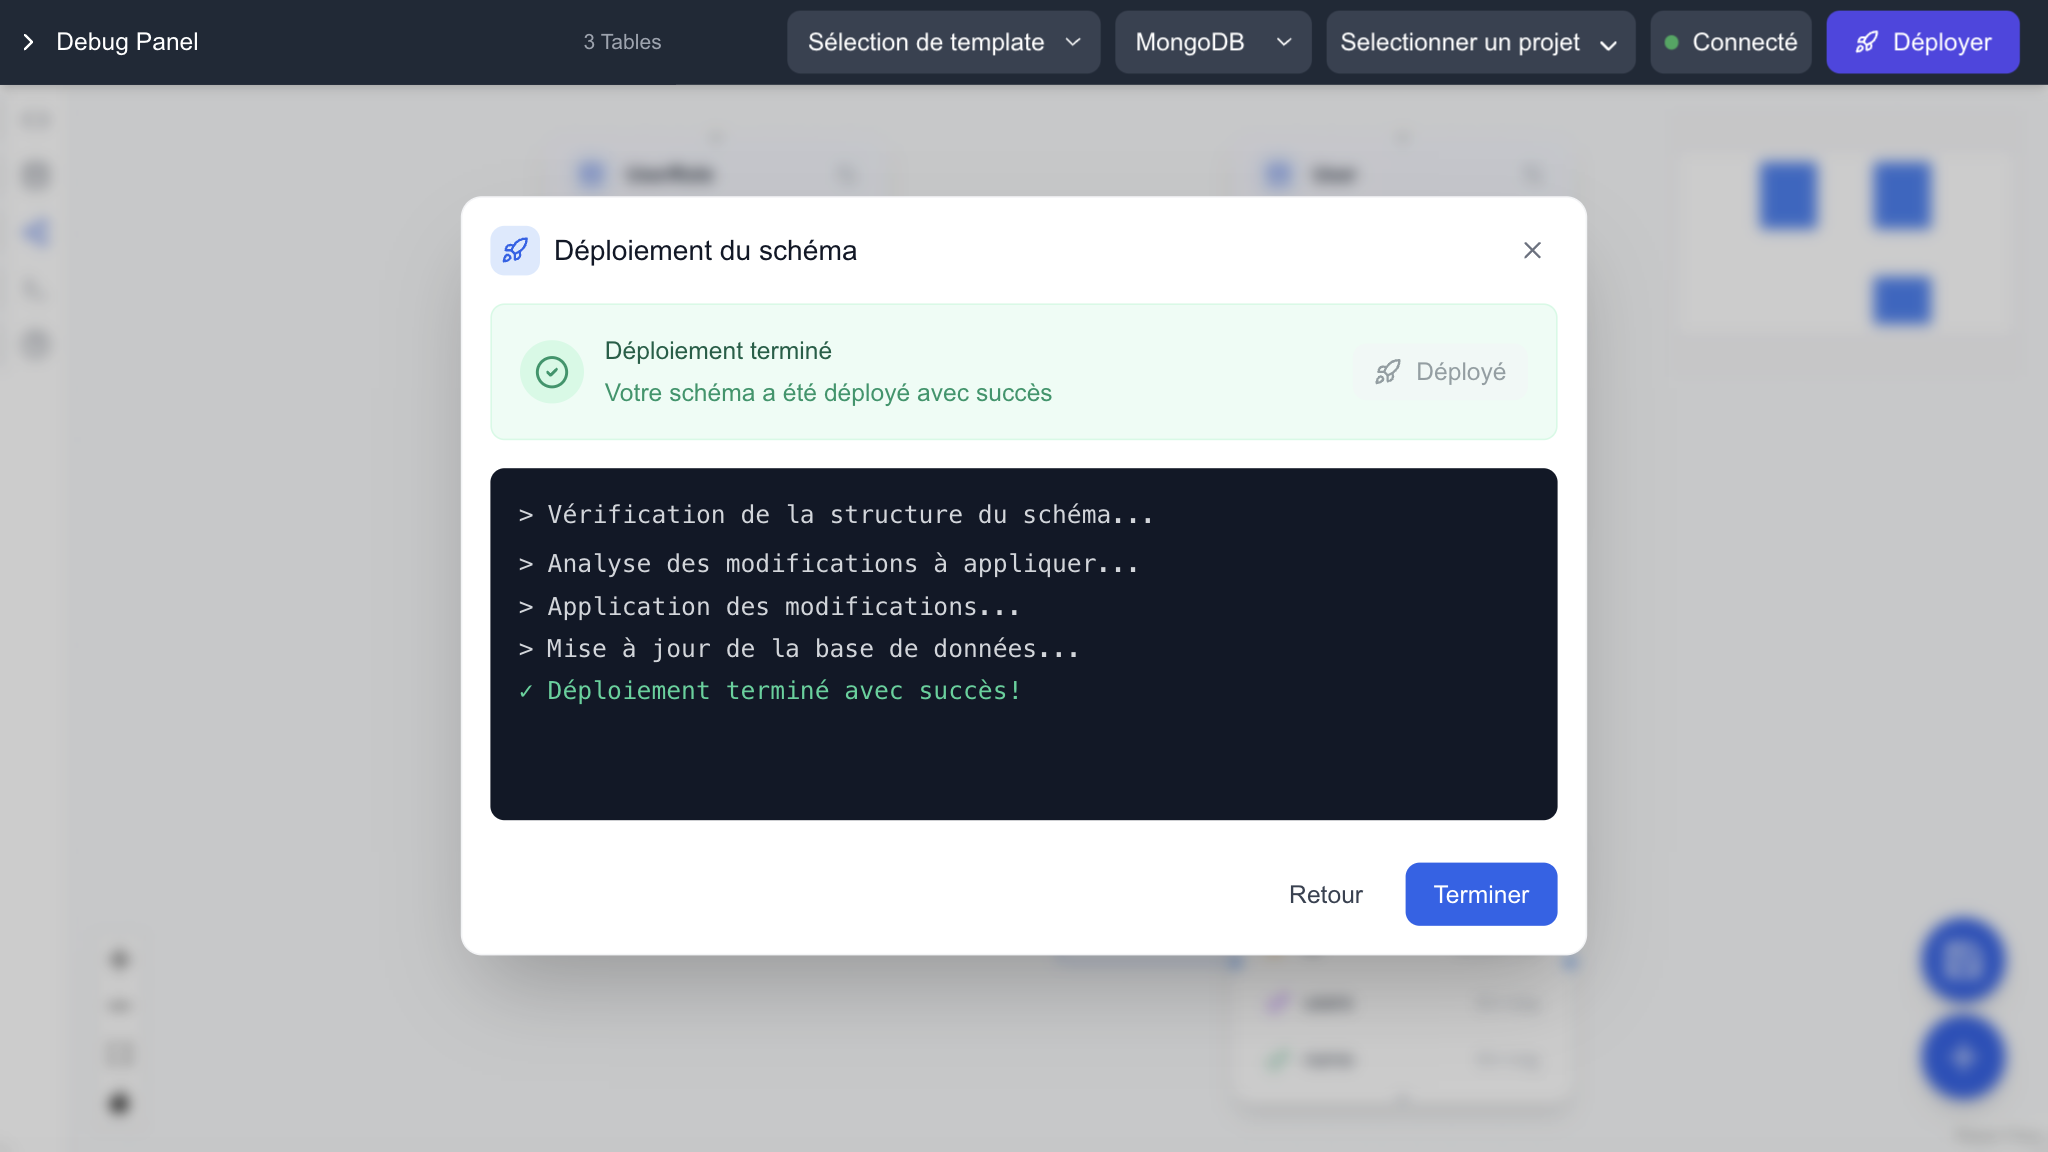 Debug Panel
3 Tables
Sélection de template
MongoDB
Selectionner un projet
Connecté
Déployer
UserRole
User
Déploiement du schéma
Déploiement terminé
Votre schéma a été déployé avec succès
Déployé
> Vérification de la structure du schéma...
> Analyse des modifications à appliquer...
> Application des modifications...
> Mise à jour de la base de données...
✓ Déploiement terminé avec succès!
Retour
Terminer